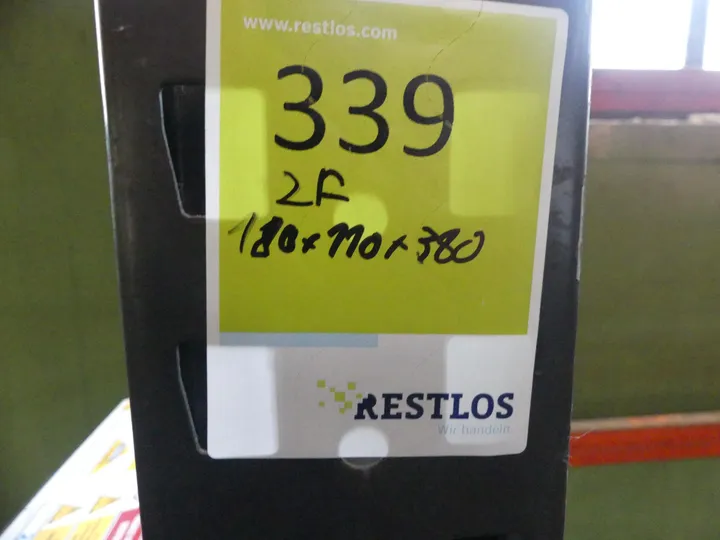 www.restlos.com
339
2F
180x110x380
RESTLOS
Wir handeln.